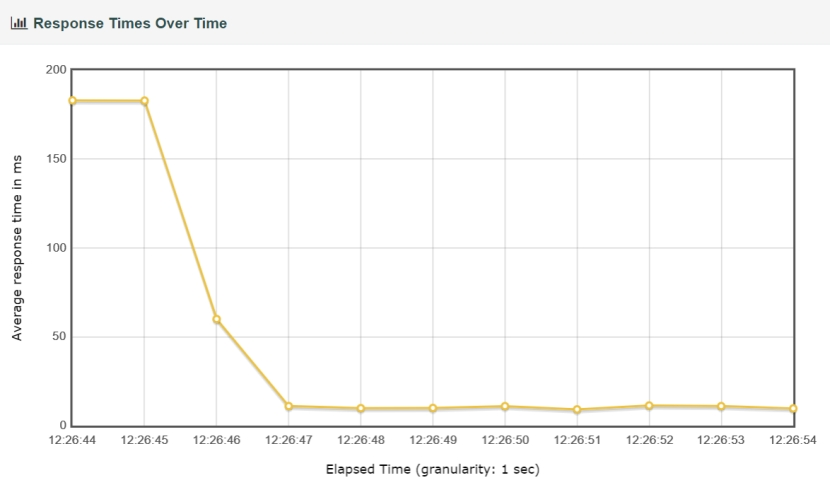 Response Times Over Time
200
150
100
50
0
Average response time in ms
12:26:44 12:26:45 12:26:46 12:26:47 12:26:48 12:26:49 12:26:50 12:26:51 12:26:52 12:26:53 12:26:54
Elapsed Time (granularity: 1 sec)